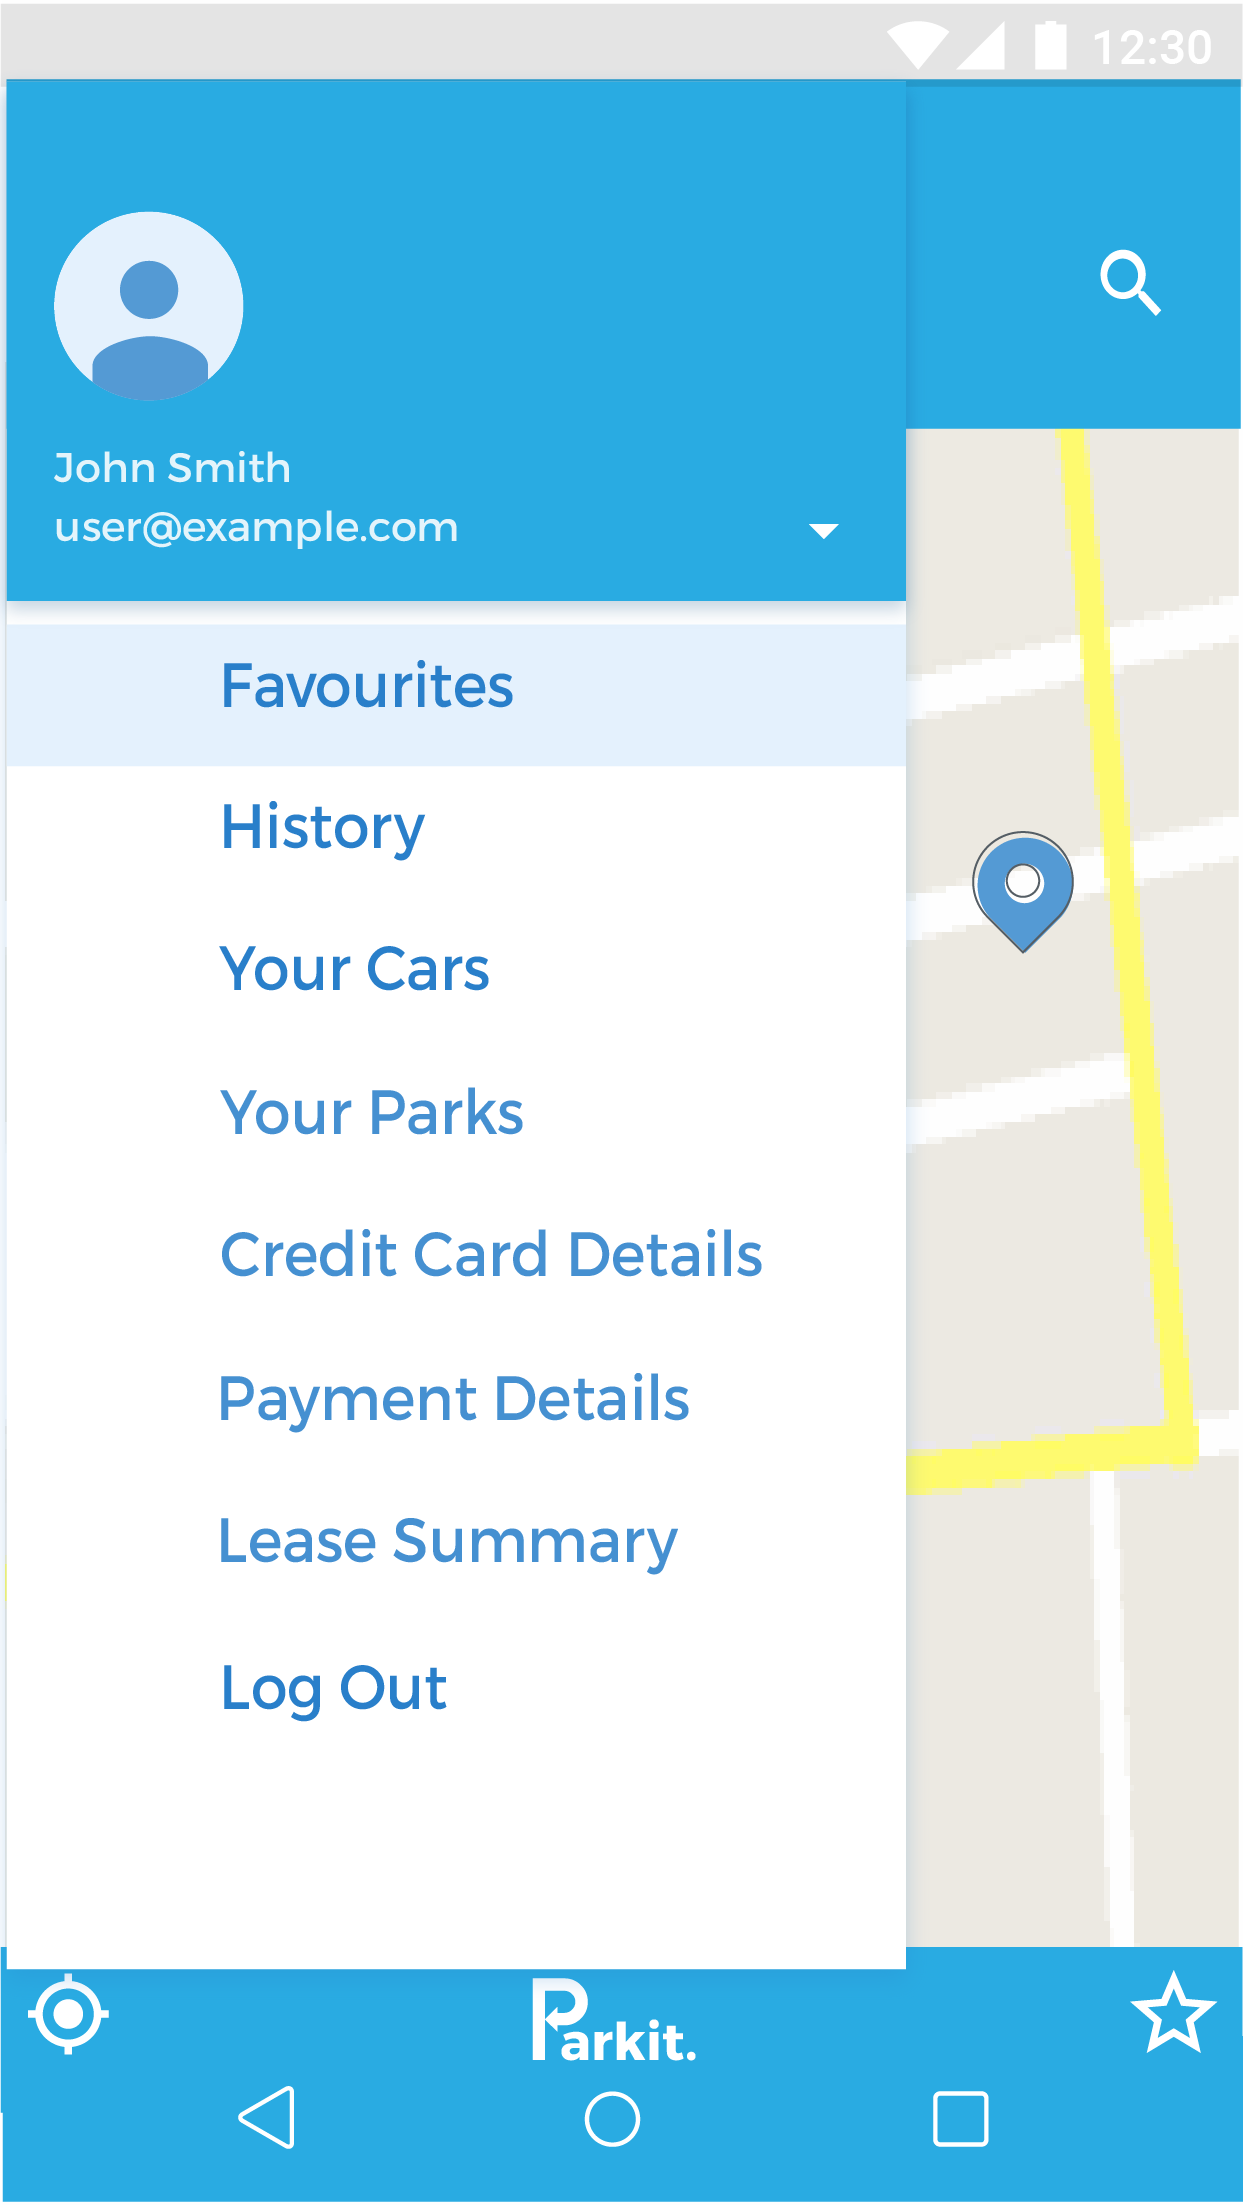 12:30
John Smith
user@example.com
Favourites
History
Your Cars
Your Parks
Credit Card Details
Payment Details
Lease Summary
Log Out
Parkit.